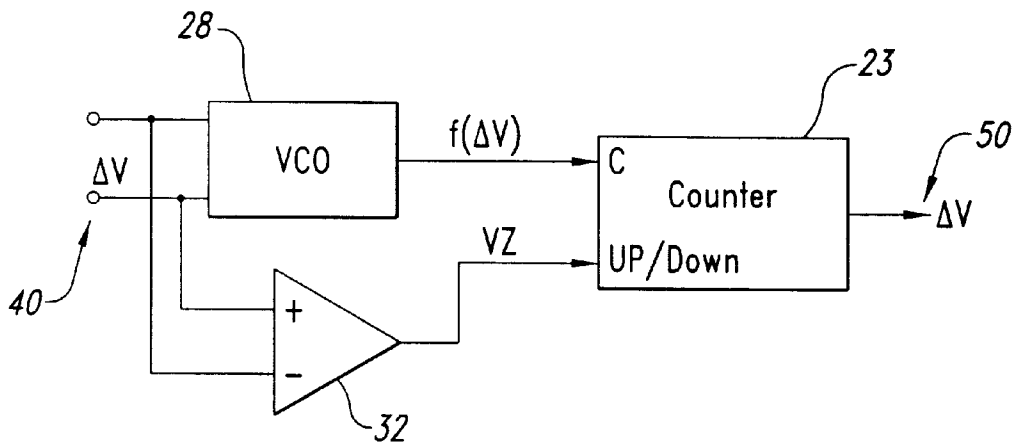 28
23
VCO
f(ΔV)
C
50
ΔV
Counter
ΔV
VZ
UP/Down
40
+
−
32